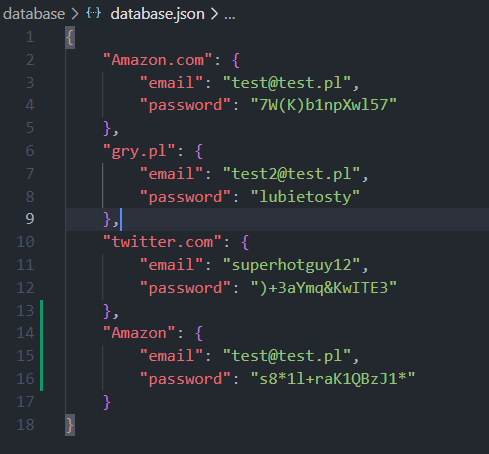 database > {··} database.json > ...
1 {
2 "Amazon.com": {
3 "email": "test@test.pl",
4 "password": "7W(K)b1npXwl57"
5 },
6 "gry.pl": {
7 "email": "test2@test.pl",
8 "password": "lubietosty"
9 },
10 "twitter.com": {
11 "email": "superhotguy12",
12 "password": ")+3aYmq&KwITE3"
13 },
14 "Amazon": {
15 "email": "test@test.pl",
16 "password": "s8*1l+raK1QBzJ1*"
17 }
18 }